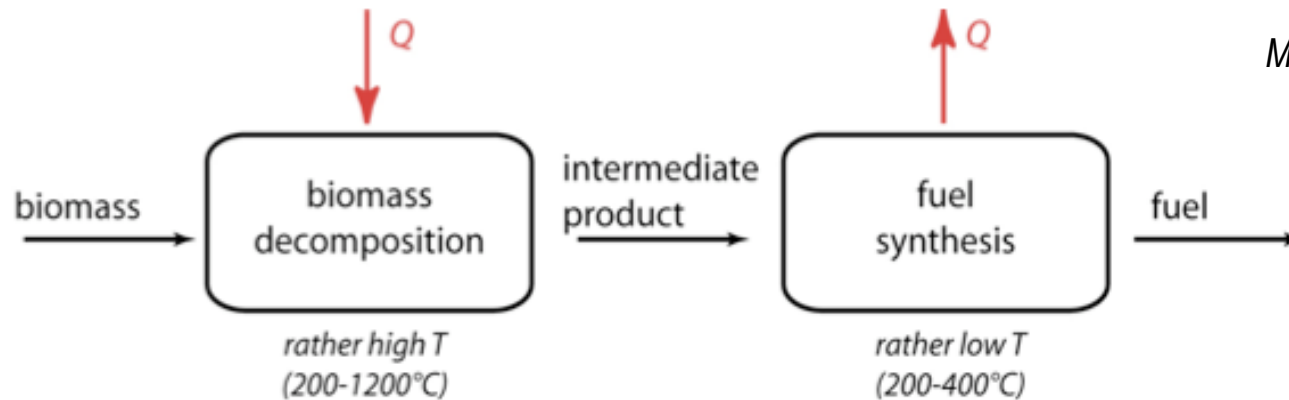 Q
Q
M
biomass
biomass
decomposition
intermediate
product
fuel
synthesis
fuel
rather high T
(200-1200°C)
rather low T
(200-400°C)